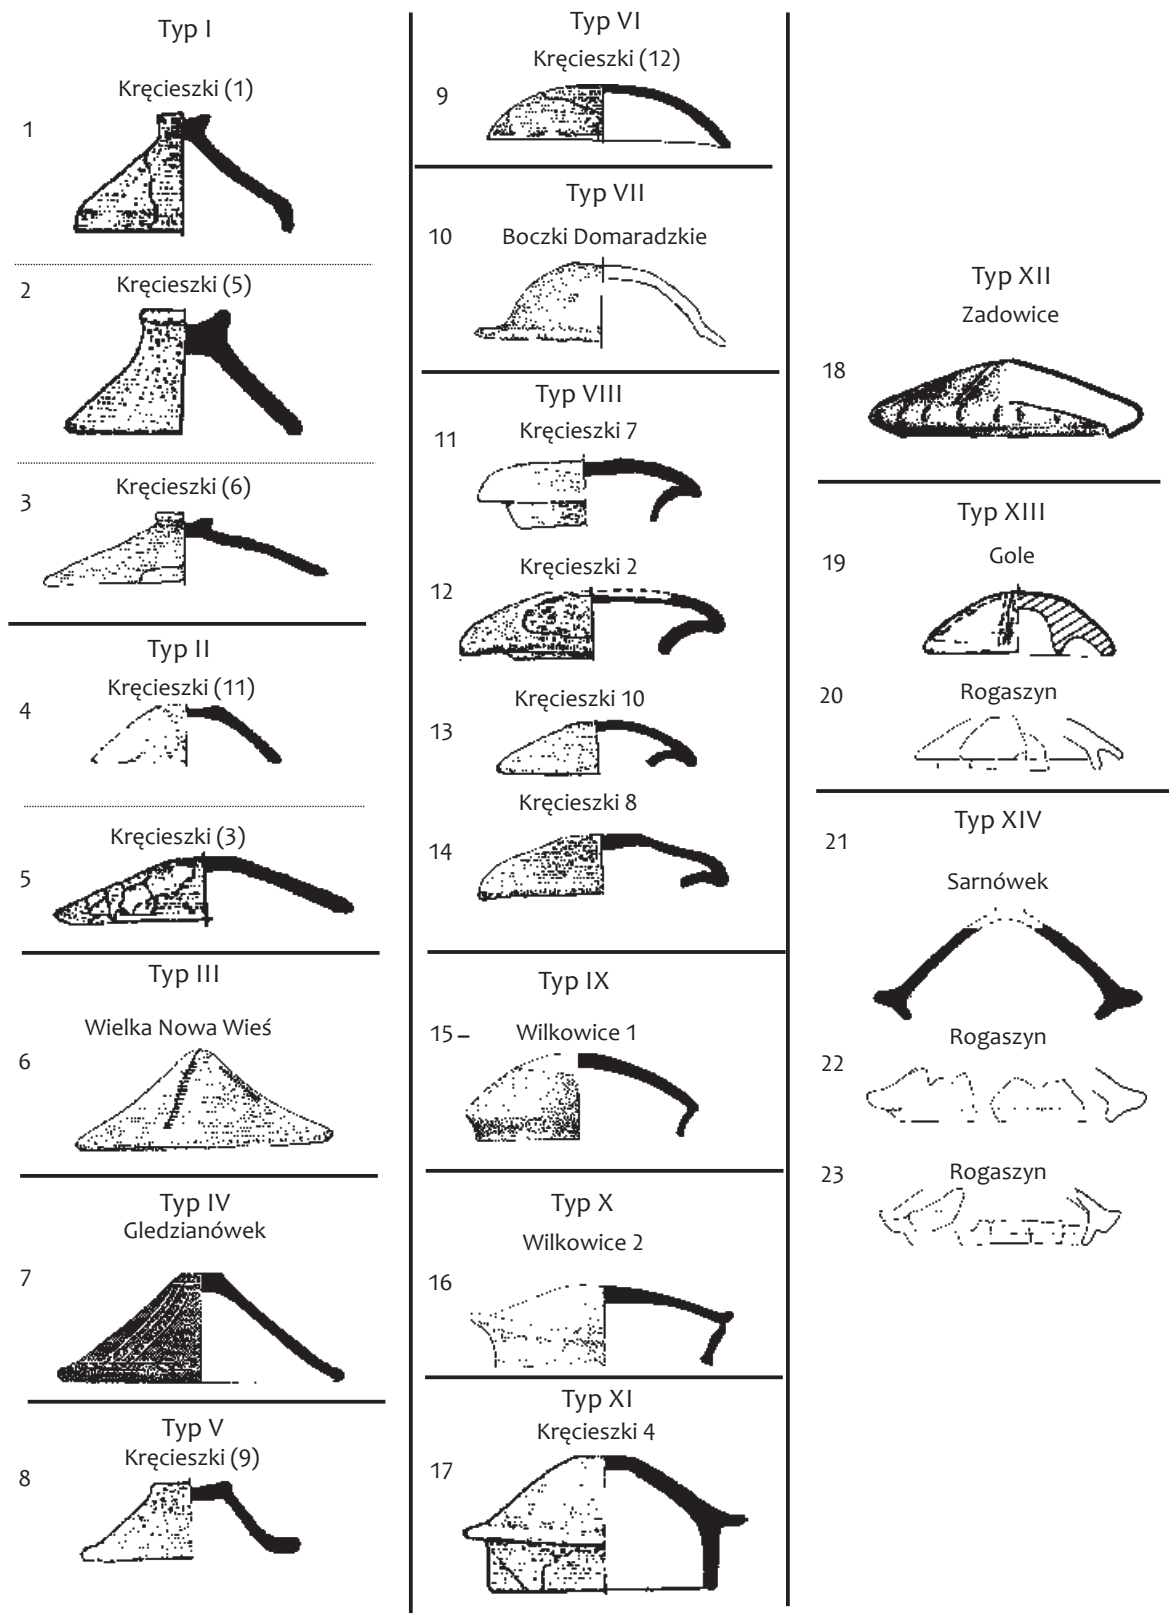 Typ I
Kręcieszki (1)
1
2
Kręcieszki (5)
3
Kręcieszki (6)
Typ II
Kręcieszki (11)
4
Kręcieszki (3)
5
Typ III
Wielka Nowa Wieś
6
Typ IV
Gledzianówek
7
Typ V
Kręcieszki (9)
8
Typ VI
Kręcieszki (12)
9
Typ VII
10 Boczki Domaradzkie
Typ VIII
11 Kręcieszki 7
Kręcieszki 2
12
Kręcieszki 10
13
Kręcieszki 8
14
Typ IX
15 – Wilkowice 1
Typ X
Wilkowice 2
16
Typ XI
Kręcieszki 4
17
Typ XII
Zadowice
18
Typ XIII
19 Gole
20 Rogaszyn
Typ XIV
21
Sarnówek
Rogaszyn
22
23 Rogaszyn